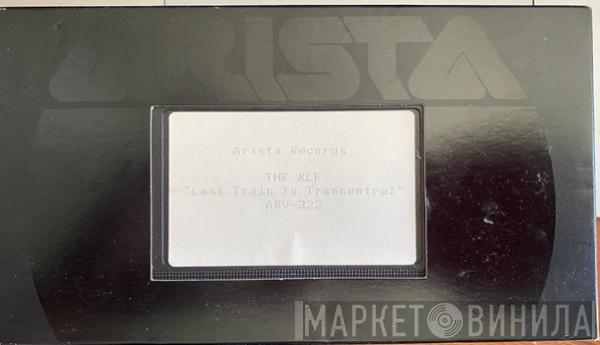 ARISTA
Arista Records
THE KLF
"Last Train To Trancentral"
ARV-322
МАРКЕТ ВИНИЛА